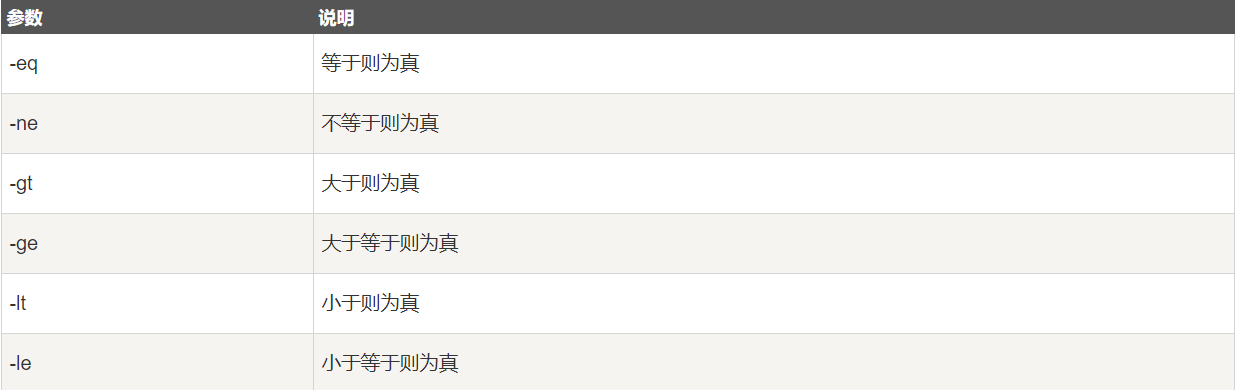 参数 说明
-eq 等于则为真
-ne 不等于则为真
-gt 大于则为真
-ge 大于等于则为真
-lt 小于则为真
-le 小于等于则为真